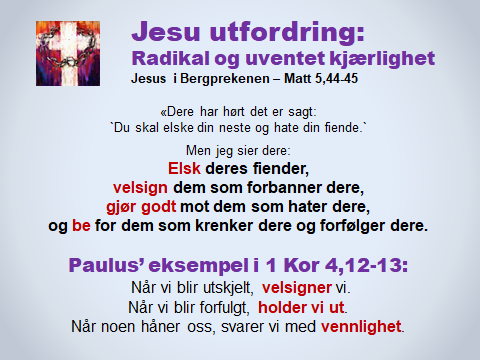 Jesu utfordring:
Radikal og uventet kjærlighet
Jesus i Bergprekenen – Matt 5,44-45
«Dere har hørt det er sagt:
`Du skal elske din neste og hate din fiende.`
Men jeg sier dere:
Elsk deres fiender,
velsign dem som forbanner dere,
gjør godt mot dem som hater dere,
og be for dem som krenker dere og forfølger dere.
Paulus’ eksempel i 1 Kor 4,12-13:
Når vi blir utskjelt, velsigner vi.
Når vi blir forfulgt, holder vi ut.
Når noen håner oss, svarer vi med vennlighet.